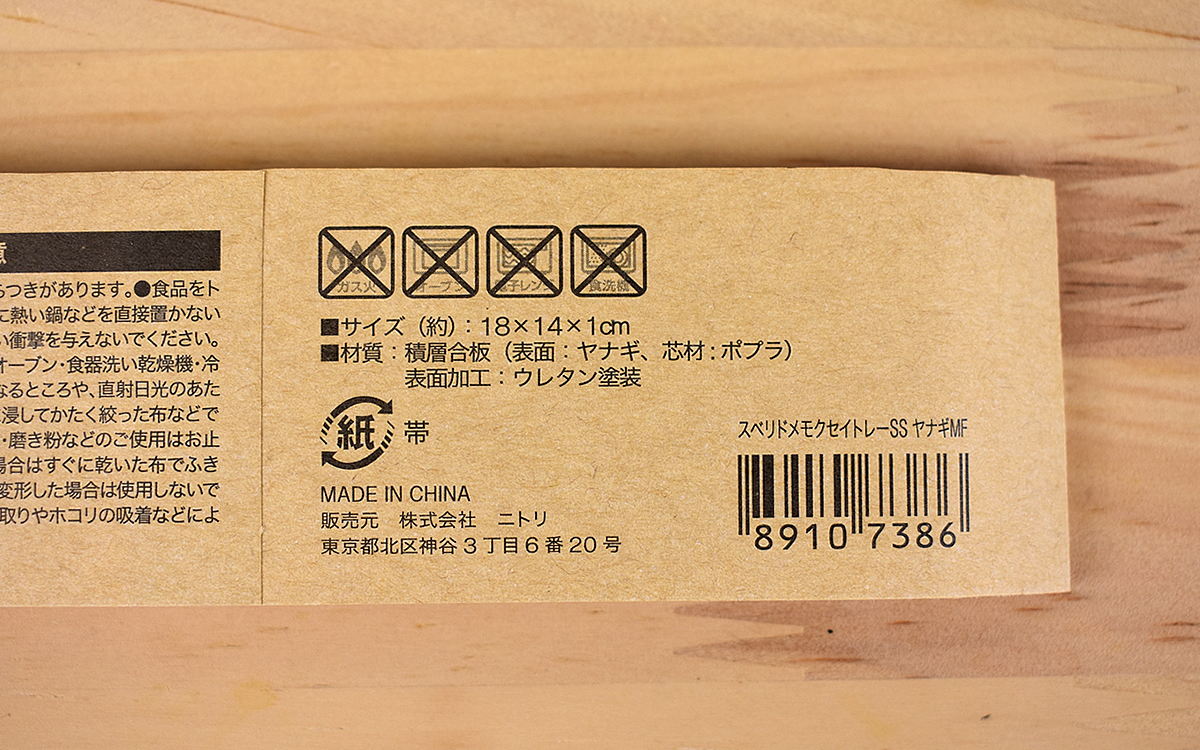 意
らつきがあります。●食品をト
に熱い鍋などを直接置かない
い衝撃を与えないでください。
オーブン・食器洗い乾燥機・冷
なるところや、直射日光のあた
に浸してかたく絞った布などで
・磨き粉などのご使用はお止
場合はすぐに乾いた布でふき
変形した場合は使用しないで
取りやホコリの吸着などによ
ガス火 オーブン 電子レンジ 食洗機
■サイズ（約）：18×14×1cm
■材質：積層合板（表面：ヤナギ、芯材：ポプラ）
表面加工：ウレタン塗装
紙 帯
MADE IN CHINA
販売元 株式会社 ニトリ
東京都北区神谷3丁目6番20号
スベリドメモクセイトレーSS ヤナギMF
8910 7386